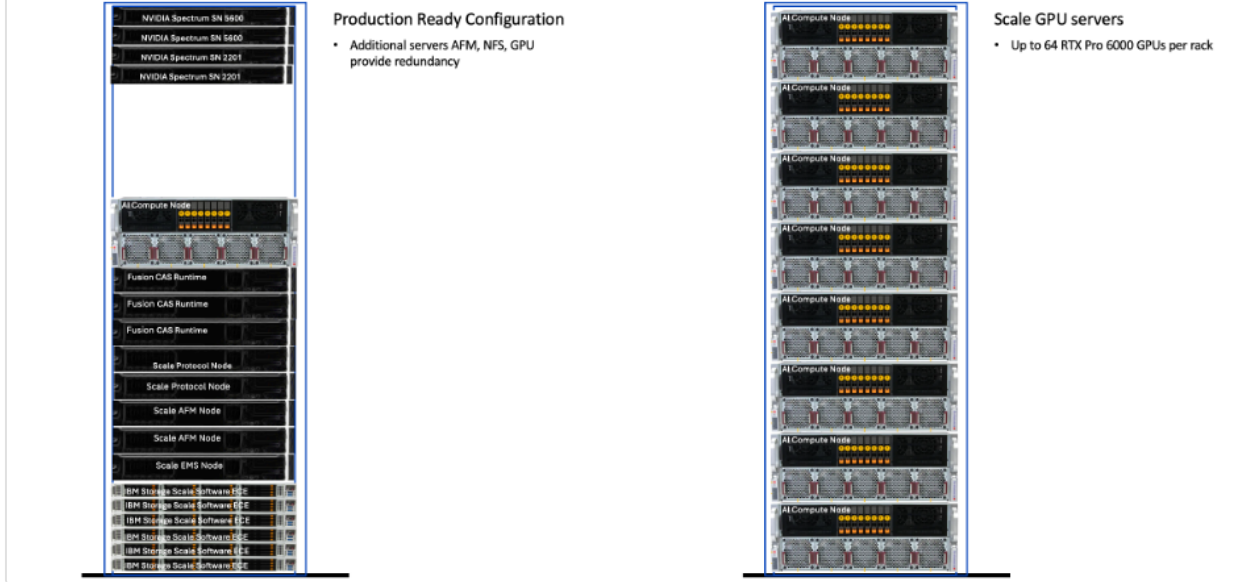 NVIDIA Spectrum SN 5600
NVIDIA Spectrum SN 5600
NVIDIA Spectrum SN 2201
NVIDIA Spectrum SN 2201
AI Compute Node
Fusion CAS Runtime
Fusion CAS Runtime
Fusion CAS Runtime
Scale Protocol Node
Scale Protocol Node
Scale AFM Node
Scale AFM Node
Scale EMS Node
IBM Storage Scale Software ECE
IBM Storage Scale Software ECE
IBM Storage Scale Software ECE
IBM Storage Scale Software ECE
IBM Storage Scale Software ECE
IBM Storage Scale Software ECE
Production Ready Configuration
• Additional servers AFM, NFS, GPU
provide redundancy
AI Compute Node
AI Compute Node
AI Compute Node
AI Compute Node
AI Compute Node
AI Compute Node
AI Compute Node
AI Compute Node
Scale GPU servers
• Up to 64 RTX Pro 6000 GPUs per rack